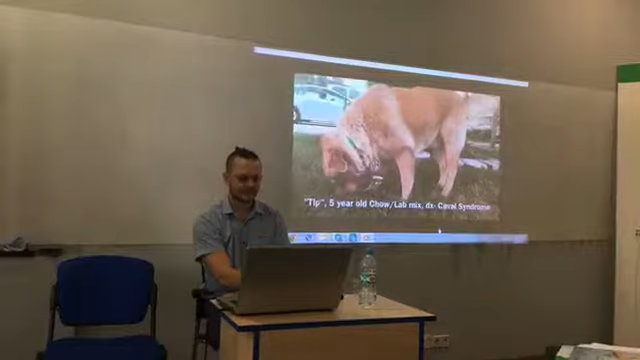 "Tip", 5 year old Chow/Lab mix, dx- Caval Syndrome